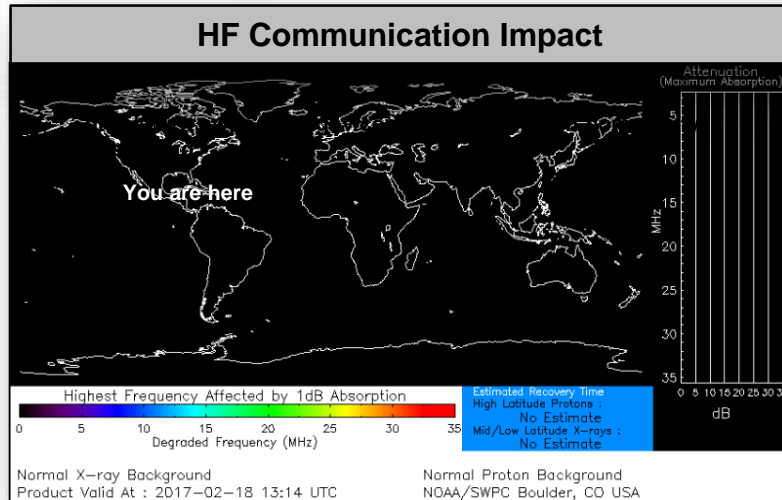 HF Communication Impact
Attenuation
(Maximum Absorption)
You are here
5
10
15
20
25
30
35
MHz
0 5 10 15 20 25 30
dB
Highest Frequency Affected by 1dB Absorption
0 5 10 15 20 25 30 35
Degraded Frequency (MHz)
Estimated Recovery Time
High Latitude Protons :
No Estimate
Mid/Low Latitude X-rays :
No Estimate
Normal X-ray Background
Product Valid At : 2017-02-18 13:14 UTC
Normal Proton Background
NOAA/SWPC Boulder, CO USA